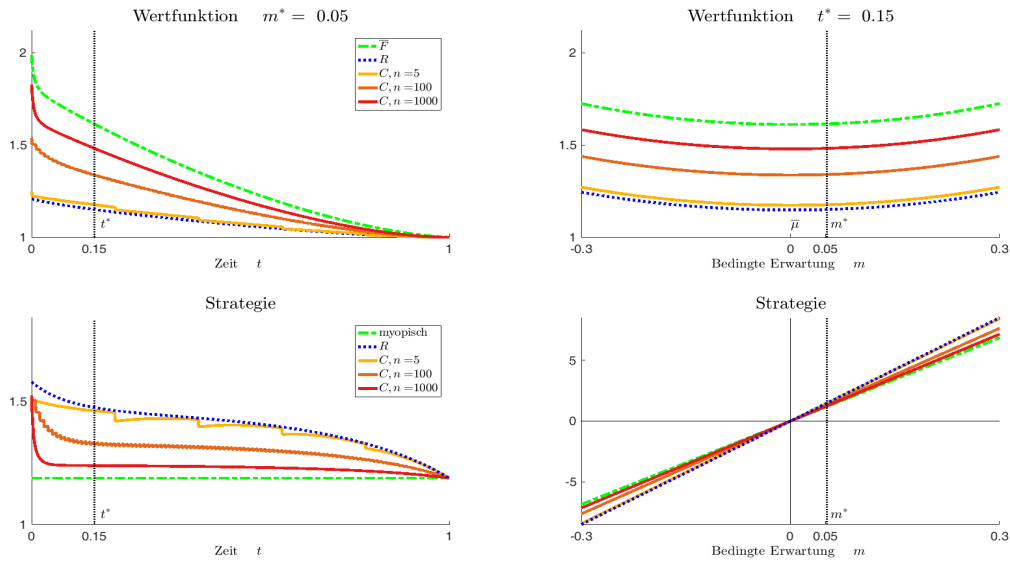 Wertfunktion m* = 0.05
2
1.5
1
0
0.15
1
t*
Zeit t
F̅
R
C, n =5
C, n =100
C, n =1000
Wertfunktion t* = 0.15
2
1.5
1
-0.3
0
0.05
0.3
μ̅
m*
Bedingte Erwartung m
Strategie
1.5
1
0
0.15
1
t*
Zeit t
myopisch
R
C, n =5
C, n =100
C, n =1000
Strategie
5
0
-5
-0.3
0
0.05
0.3
m*
Bedingte Erwartung m